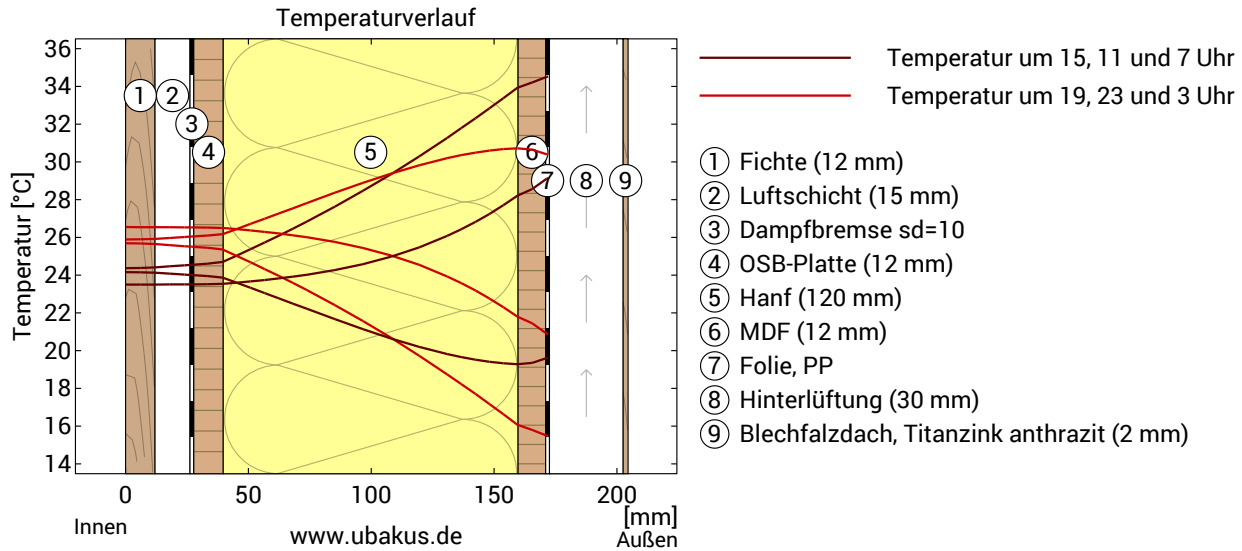 Temperaturverlauf
Temperatur [°C]
36
34
32
30
28
26
24
22
20
18
16
14
1
2
3
4
5
6
7
8
9
0
50
100
150
200
[mm]
Innen
www.ubakus.de
Außen
Temperatur um 15, 11 und 7 Uhr
Temperatur um 19, 23 und 3 Uhr
1 Fichte (12 mm)
2 Luftschicht (15 mm)
3 Dampfbremse sd=10
4 OSB-Platte (12 mm)
5 Hanf (120 mm)
6 MDF (12 mm)
7 Folie, PP
8 Hinterlüftung (30 mm)
9 Blechfalzdach, Titanzink anthrazit (2 mm)